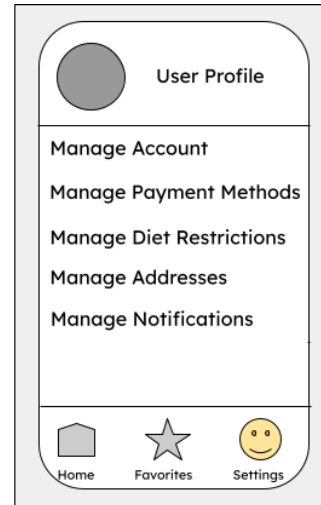 User Profile
Manage Account
Manage Payment Methods
Manage Diet Restrictions
Manage Addresses
Manage Notifications
Home Favorites Settings